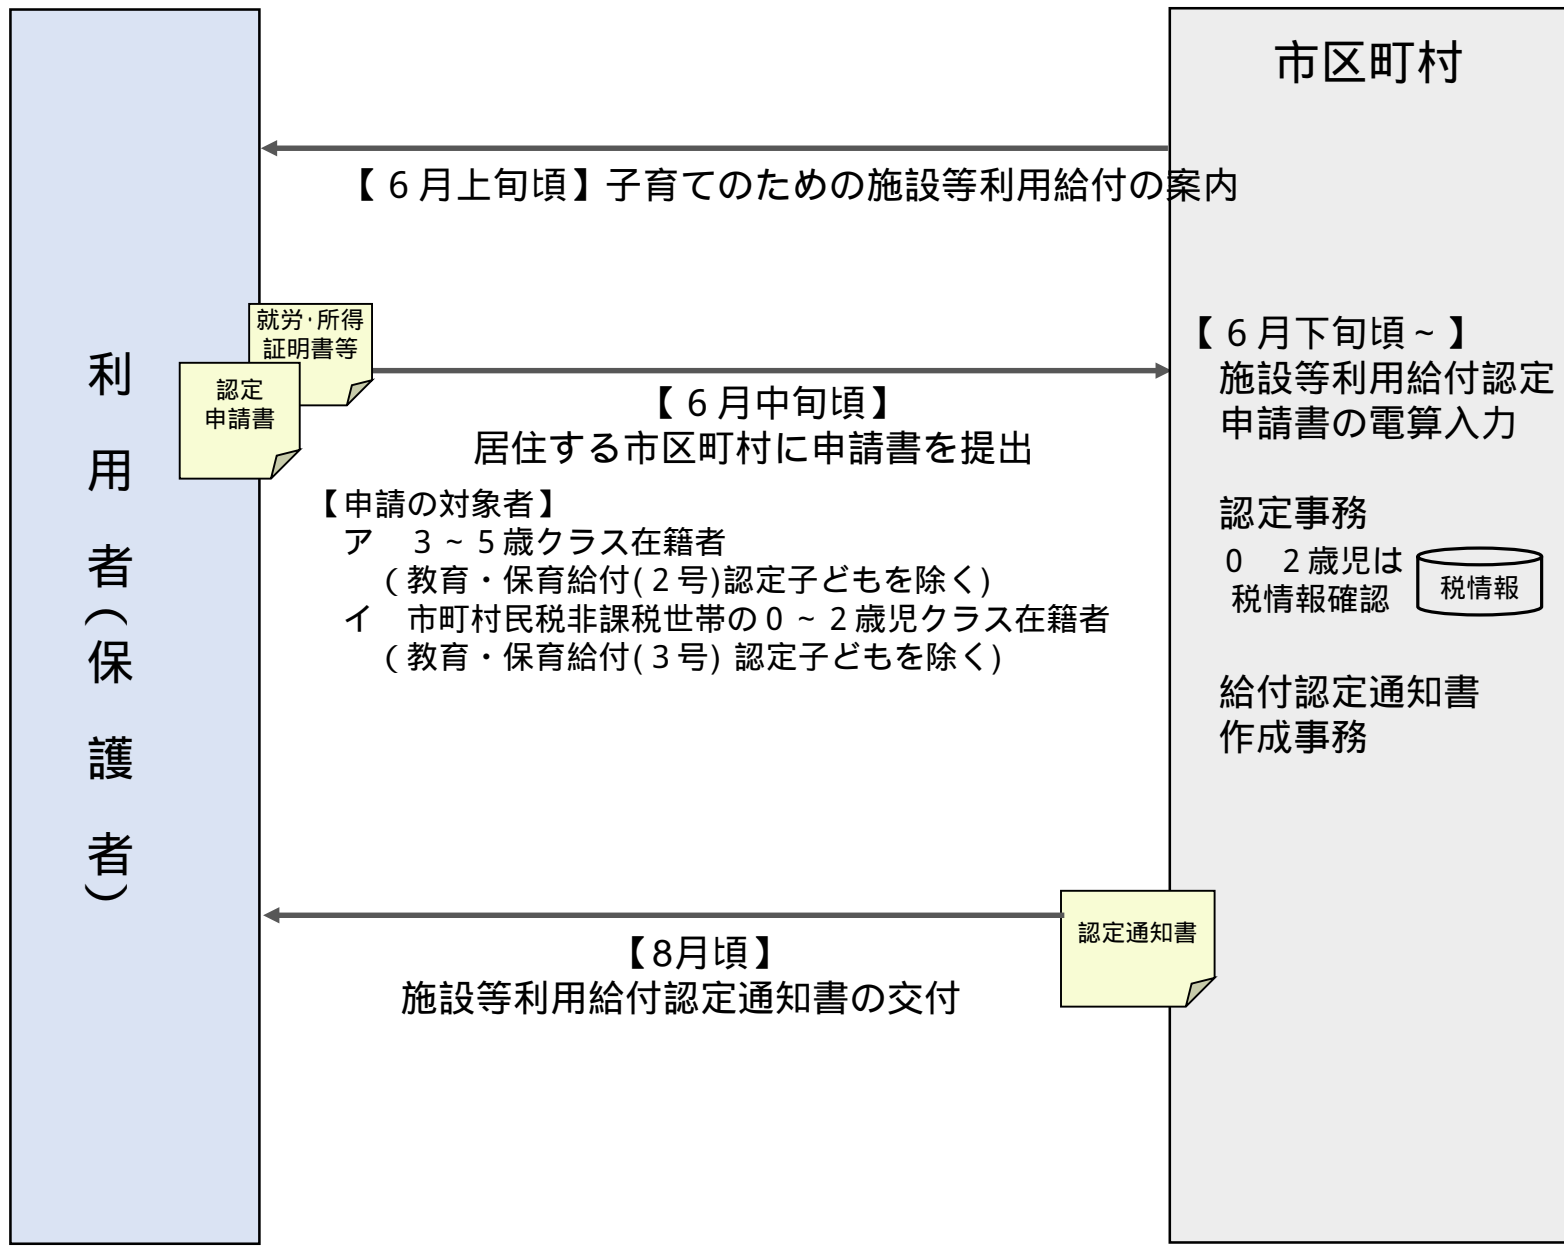 市区町村
【６月上旬頃】子育てのための施設等利用給付の案内
利用者（保護者）
就労・所得
証明書等
認定
申請書
【６月中旬頃】
居住する市区町村に申請書を提出
【申請の対象者】
ア　３~５歳クラス在籍者
（教育・保育給付(２号)認定子どもを除く)
イ　市町村民税非課税世帯の０~２歳児クラス在籍者
（教育・保育給付(３号) 認定子どもを除く)
【６月下旬頃~】
施設等利用給付認定
申請書の電算入力
認定事務
０　２歳児は
税情報確認
税情報
給付認定通知書
作成事務
認定通知書
【8月頃】
施設等利用給付認定通知書の交付